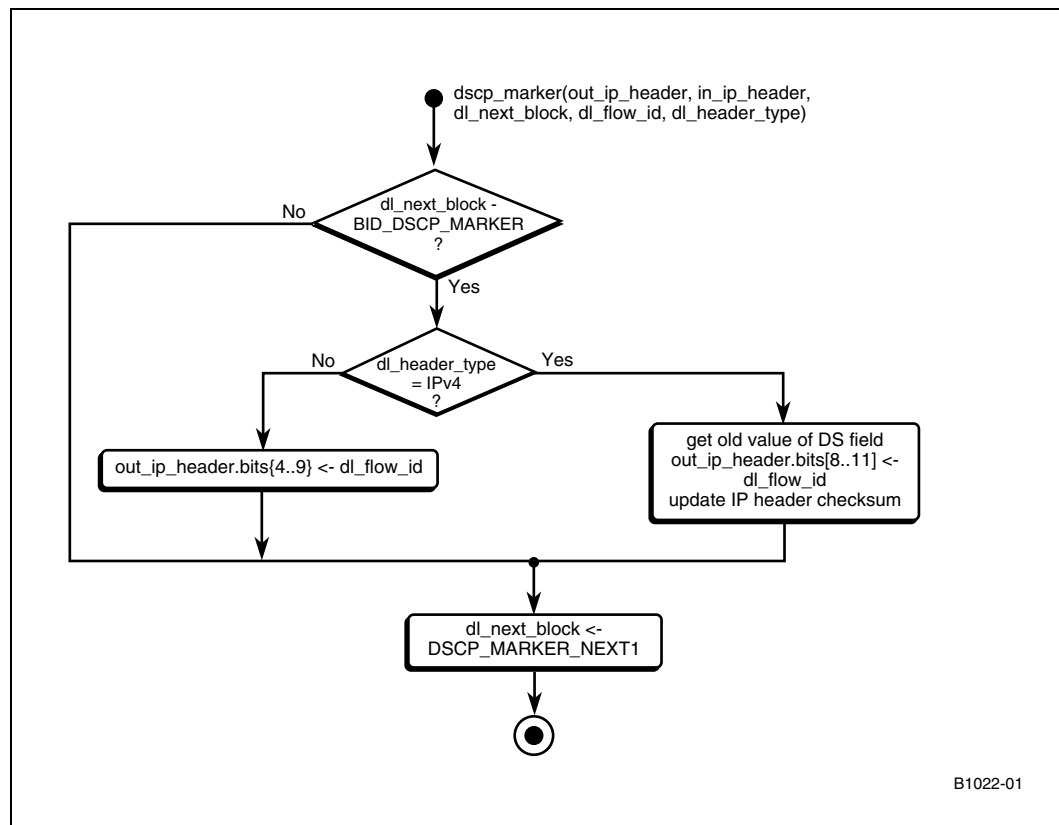 dscp_marker(out_ip_header, in_ip_header,
dl_next_block, dl_flow_id, dl_header_type)
dl_next_block -
BID_DSCP_MARKER
?
No
Yes
dl_header_type
= IPv4
?
No
Yes
out_ip_header.bits{4..9} <- dl_flow_id
get old value of DS field
out_ip_header.bits[8..11] <-
dl_flow_id
update IP header checksum
dl_next_block <-
DSCP_MARKER_NEXT1
B1022-01